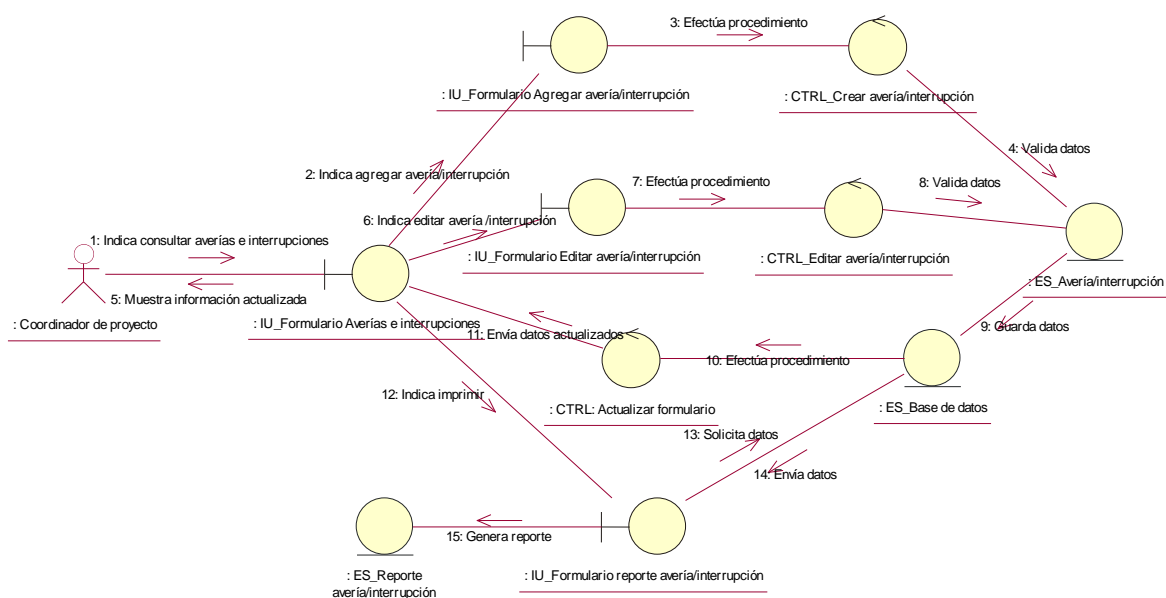 3: Efectúa procedimiento
: IU_Formulario Agregar avería/interrupción
: CTRL_Crear avería/interrupción
4: Valida datos
2: Indica agregar avería/interrupción
7: Efectúa procedimiento
8: Valida datos
6: Indica editar avería /interrupción
1: Indica consultar averías e interrupciones
: IU_Formulario Editar avería/interrupción
: CTRL_Editar avería/interrupción
: ES_Avería/interrupción
5: Muestra información actualizada
: Coordinador de proyecto
: IU_Formulario Averías e interrupciones
11: Envía datos actualizados
9: Guarda datos
10: Efectúa procedimiento
12: Indica imprimir
: CTRL: Actualizar formulario
: ES_Base de datos
13: Solicita datos
14: Envía datos
15: Genera reporte
: ES_Reporte
avería/interrupción
: IU_Formulario reporte avería/interrupción